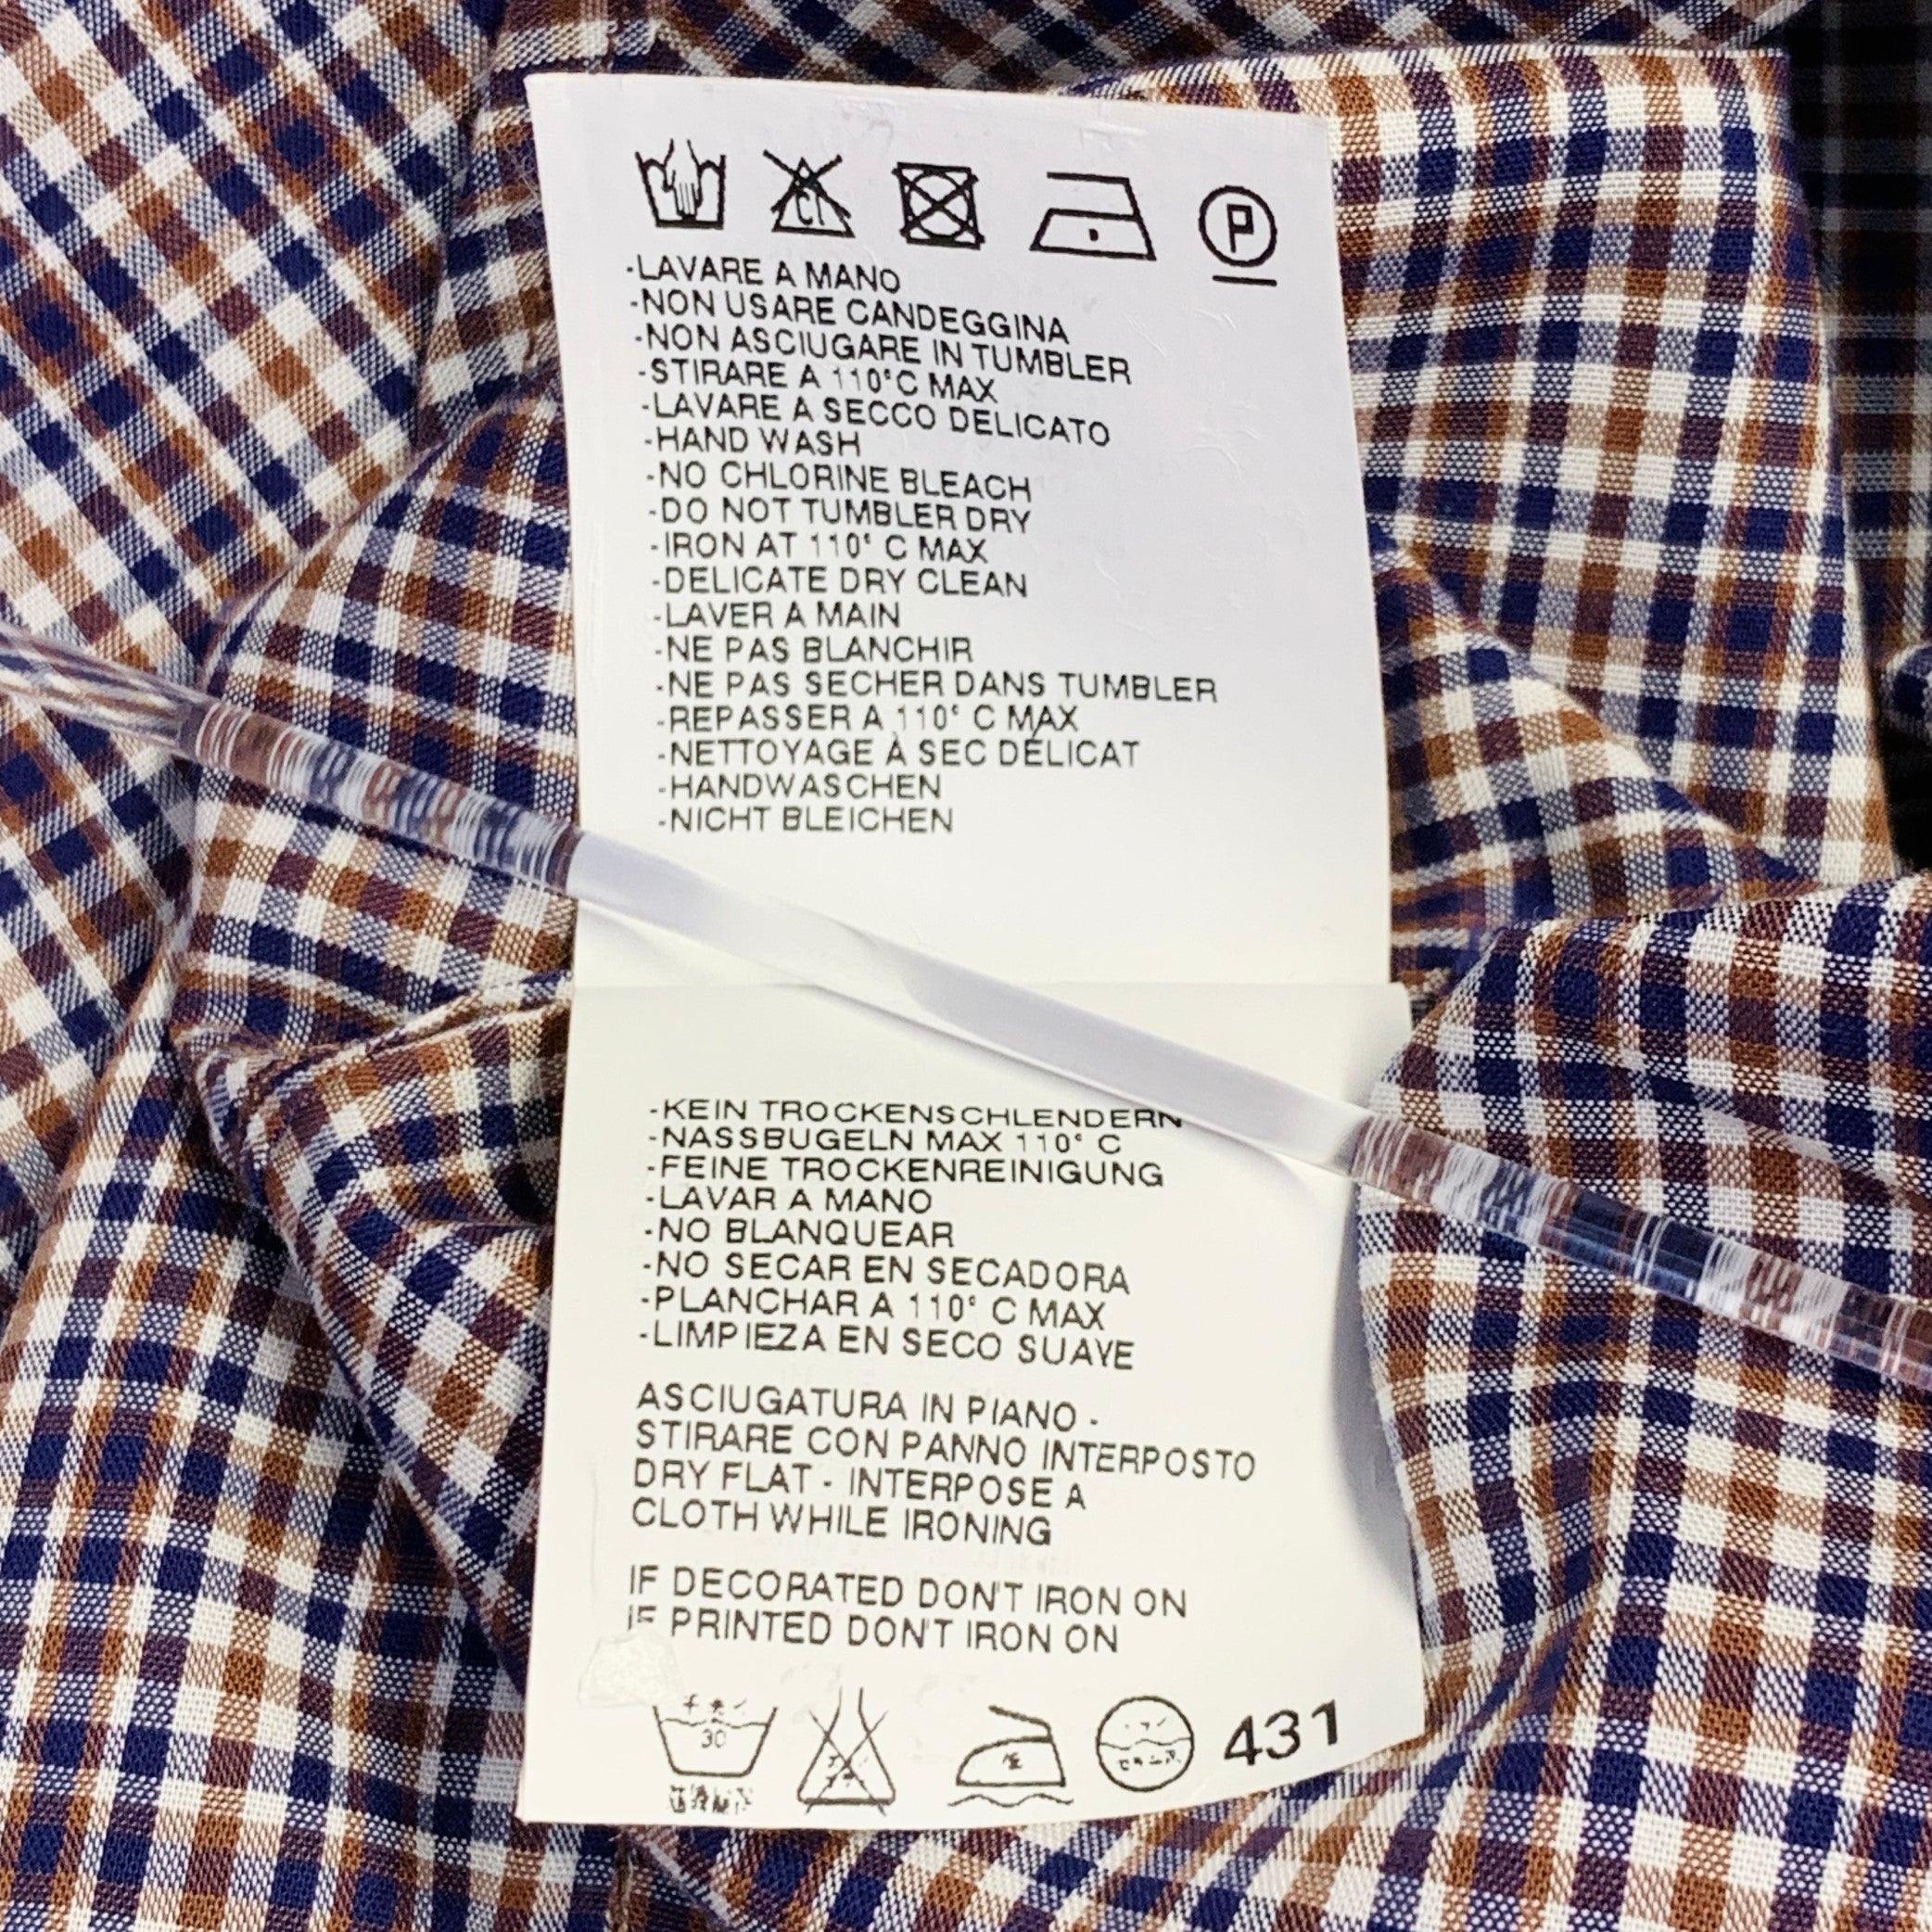 CL
P
-LAVARE A MANO
-NON USARE CANDEGGINA
-NON ASCIUGARE IN TUMBLER
-STIRARE A 110°C MAX
-LAVARE A SECCO DELICATO
-HAND WASH
-NO CHLORINE BLEACH
-DO NOT TUMBLER DRY
-IRON AT 110° C MAX
-DELICATE DRY CLEAN
-LAVER A MAIN
-NE PAS BLANCHIR
-NE PAS SECHER DANS TUMBLER
-REPASSER A 110° C MAX
-NETTOYAGE À SEC DÉLICAT
-HANDWASCHEN
-NICHT BLEICHEN
-KEIN TROCKENSCHLENDERN
-NASSBUGELN MAX 110° C
-FEINE TROCKENREINIGUNG
-LAVAR A MANO
-NO BLANQUEAR
-NO SECAR EN SECADORA
-PLANCHAR A 110° C MAX
-LIMPIEZA EN SECO SUAVE
ASCIUGATURA IN PIANO -
STIRARE CON PANNO INTERPOSTO
DRY FLAT - INTERPOSE A
CLOTH WHILE IRONING
IF DECORATED DON'T IRON ON
IF PRINTED DON'T IRON ON
30
低
431